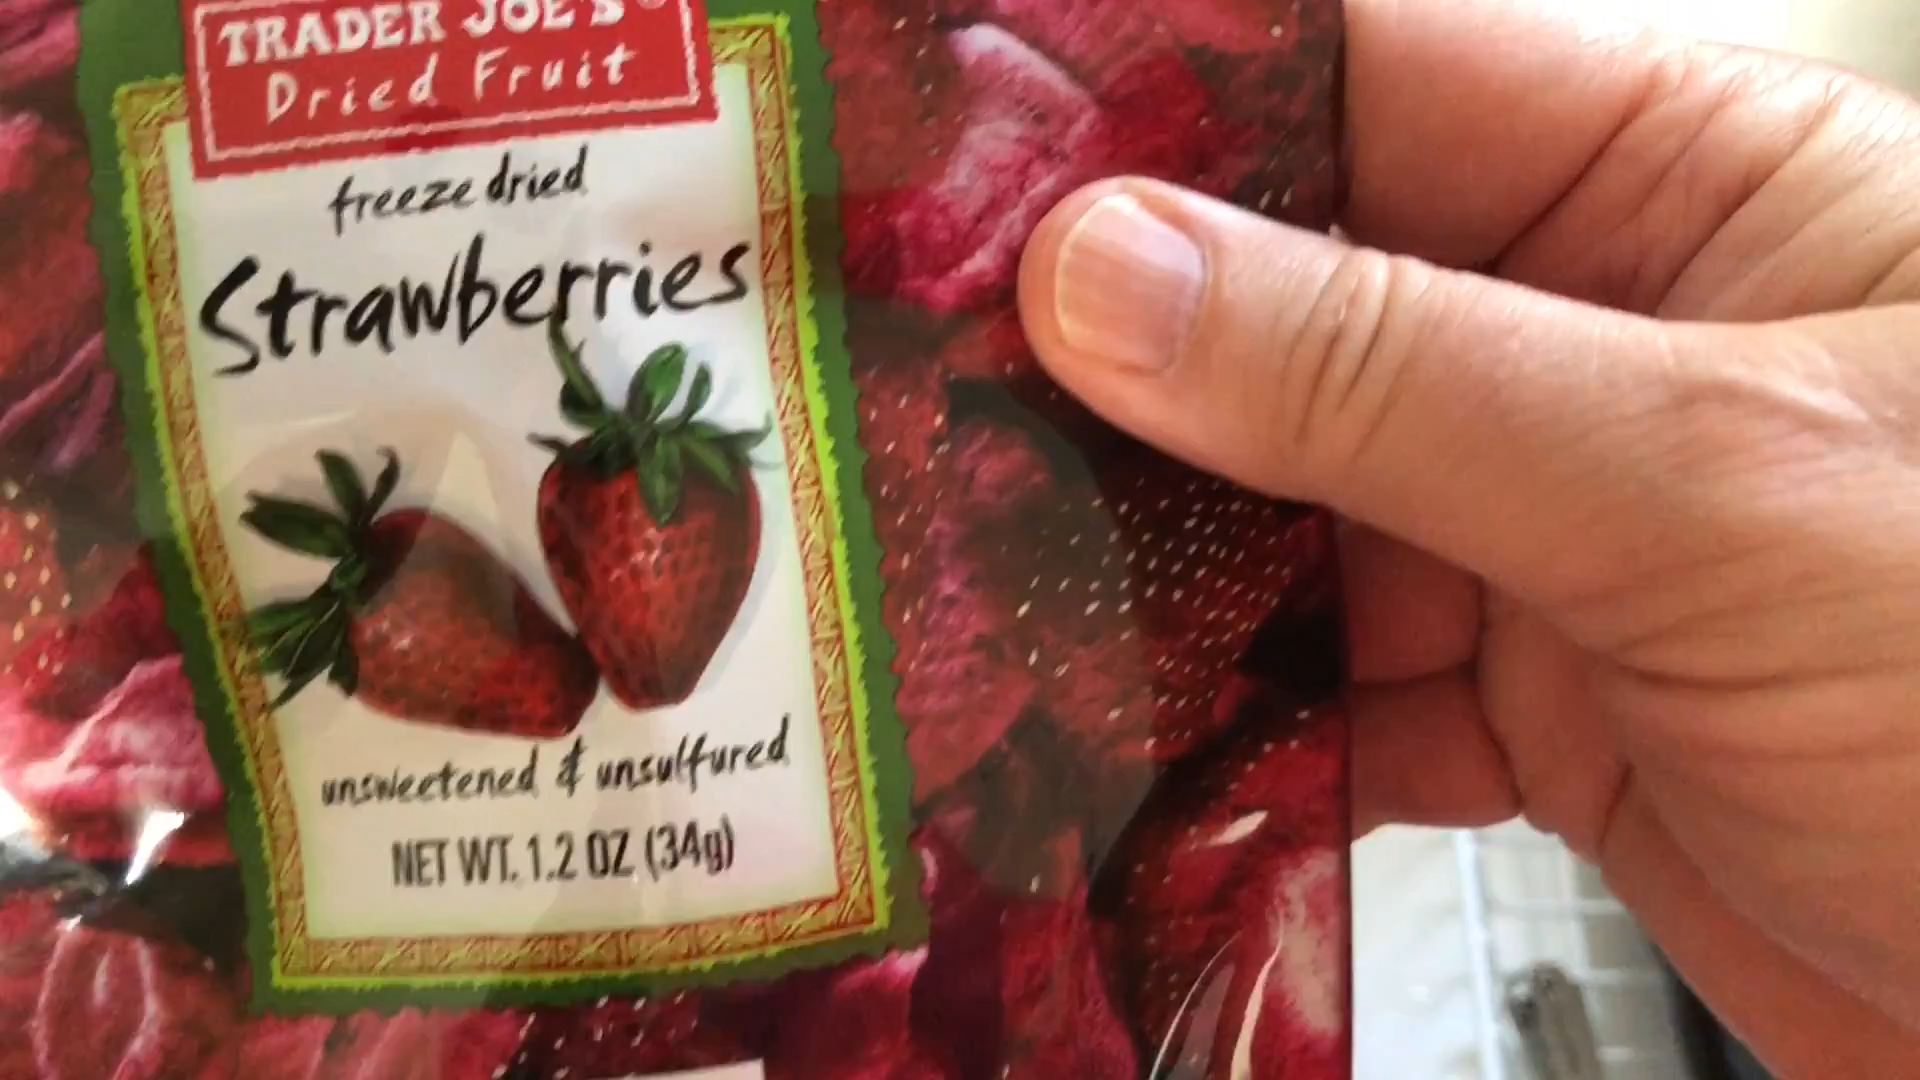 TRADER JOE'S®
Dried Fruit
freeze dried
Strawberries
unsweetened & unsulfured
NET WT. 1.2 OZ (34g)